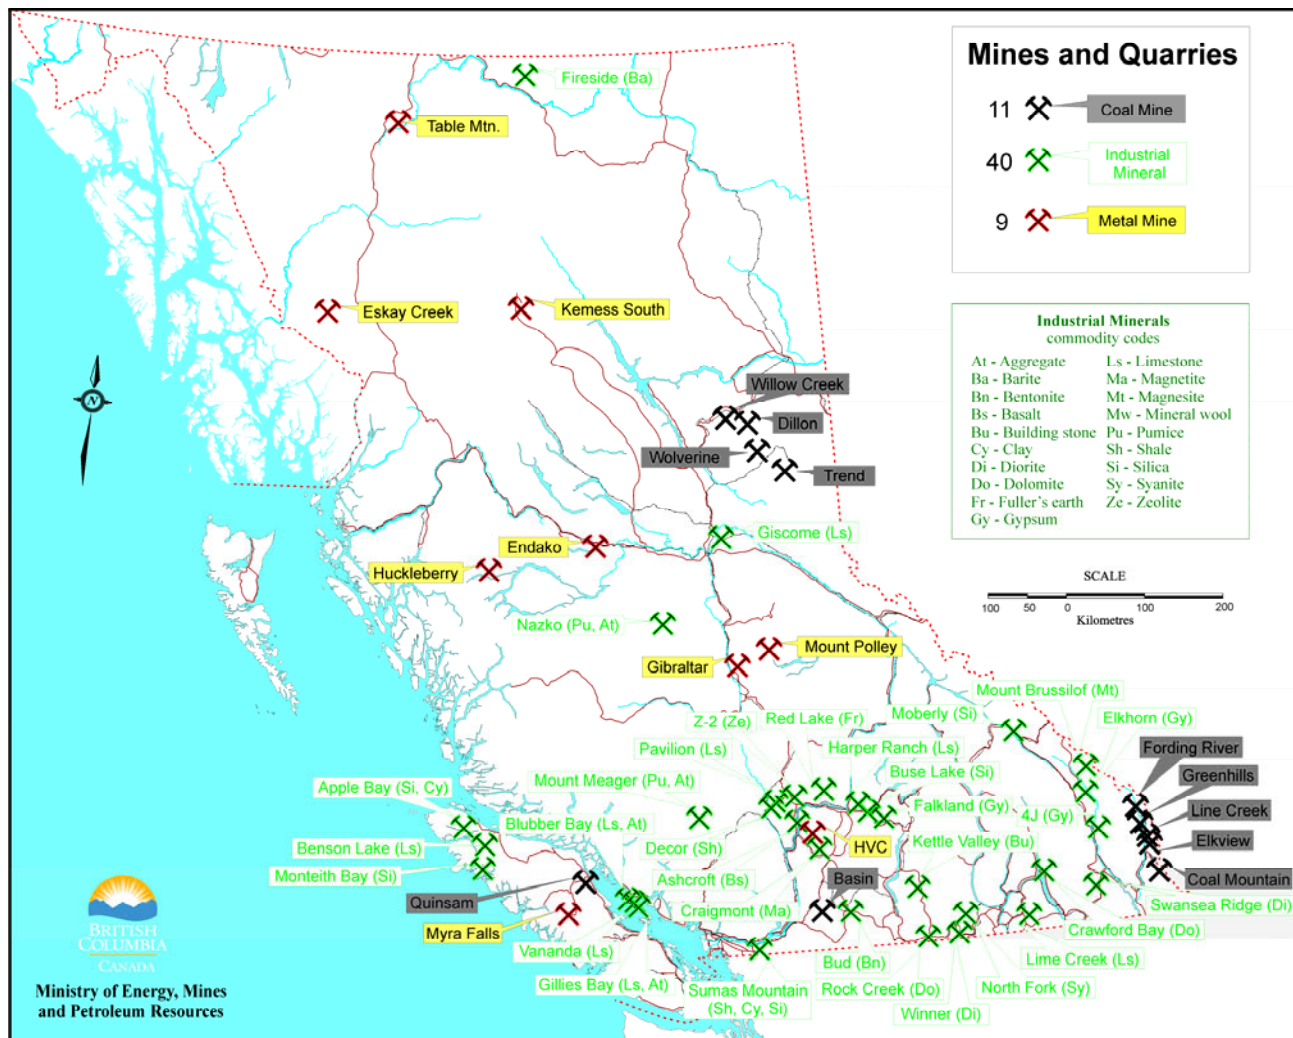 Mines and Quarries
11 Coal Mine
40 Industrial
Mineral
9 Metal Mine
Industrial Minerals
commodity codes
At - Aggregate
Ba - Barite
Bn - Bentonite
Bs - Basalt
Bu - Building stone
Cy - Clay
Di - Diorite
Do - Dolomite
Fr - Fuller's earth
Gy - Gypsum
Ls - Limestone
Ma - Magnetite
Mt - Magnesite
Mw - Mineral wool
Pu - Pumice
Sh - Shale
Si - Silica
Sy - Syanite
Ze - Zeolite
SCALE
100 50 0 100 200
Kilometres
N
Fireside (Ba)
Table Mtn.
Eskay Creek
Kemess South
Willow Creek
Dillon
Wolverine
Trend
Giscome (Ls)
Endako
Huckleberry
Nazko (Pu, At)
Mount Polley
Gibraltar
Mount Brussilof (Mt)
Moberly (Si)
Elkhorn (Gy)
Red Lake (Fr)
Z-2 (Ze)
Pavilion (Ls)
Harper Ranch (Ls)
Fording River
Buse Lake (Si)
Greenhills
Mount Meager (Pu, At)
Apple Bay (Si, Cy)
Falkland (Gy)
4J (Gy)
Line Creek
Blubber Bay (Ls, At)
Decor (Sh)
HVC
Kettle Valley (Bu)
Elkview
Benson Lake (Ls)
Monteith Bay (Si)
Ashcroft (Bs)
Basin
Coal Mountain
Quinsam
Craigmont (Ma)
Swansea Ridge (Di)
Myra Falls
Crawford Bay (Do)
Vananda (Ls)
Bud (Bn)
Lime Creek (Ls)
Gillies Bay (Ls, At)
Sumas Mountain
(Sh, Cy, Si)
Rock Creek (Do)
North Fork (Sy)
Winner (Di)
BRITISH
COLUMBIA
CANADA
Ministry of Energy, Mines
and Petroleum Resources